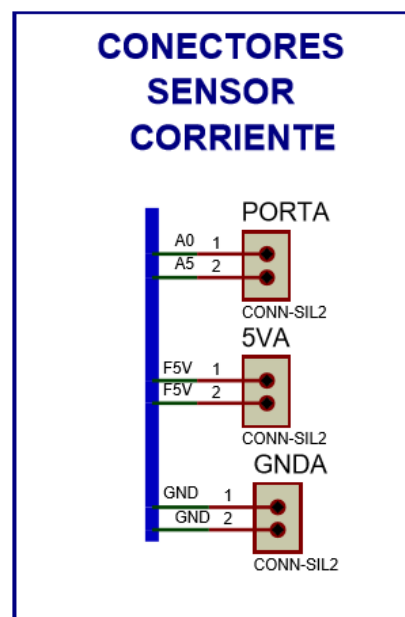 CONECTORES
SENSOR
CORRIENTE
PORTA
A0 1
A5 2
CONN-SIL2
5VA
F5V 1
F5V 2
CONN-SIL2
GNDA
GND 1
GND 2
CONN-SIL2